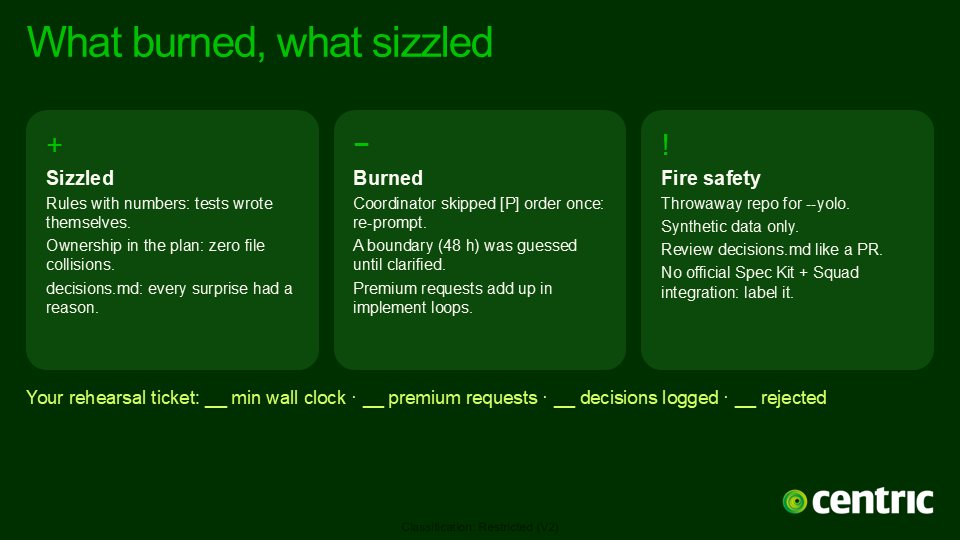 What burned, what sizzled
+
Sizzled
Rules with numbers: tests wrote
themselves.
Ownership in the plan: zero file
collisions.
decisions.md: every surprise had a
reason.
−
Burned
Coordinator skipped [P] order once:
re-prompt.
A boundary (48 h) was guessed
until clarified.
Premium requests add up in
implement loops.
!
Fire safety
Throwaway repo for --yolo.
Synthetic data only.
Review decisions.md like a PR.
No official Spec Kit + Squad
integration: label it.
Your rehearsal ticket: __ min wall clock · __ premium requests · __ decisions logged · __ rejected
centric
Classification: Restricted (V2)